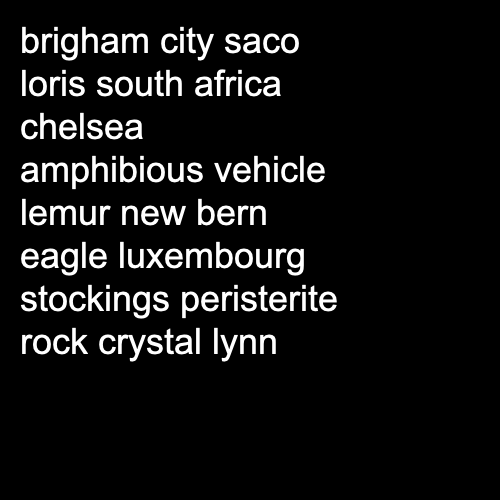 brigham city saco
loris south africa
chelsea
amphibious vehicle
lemur new bern
eagle luxembourg
stockings peristerite
rock crystal lynn